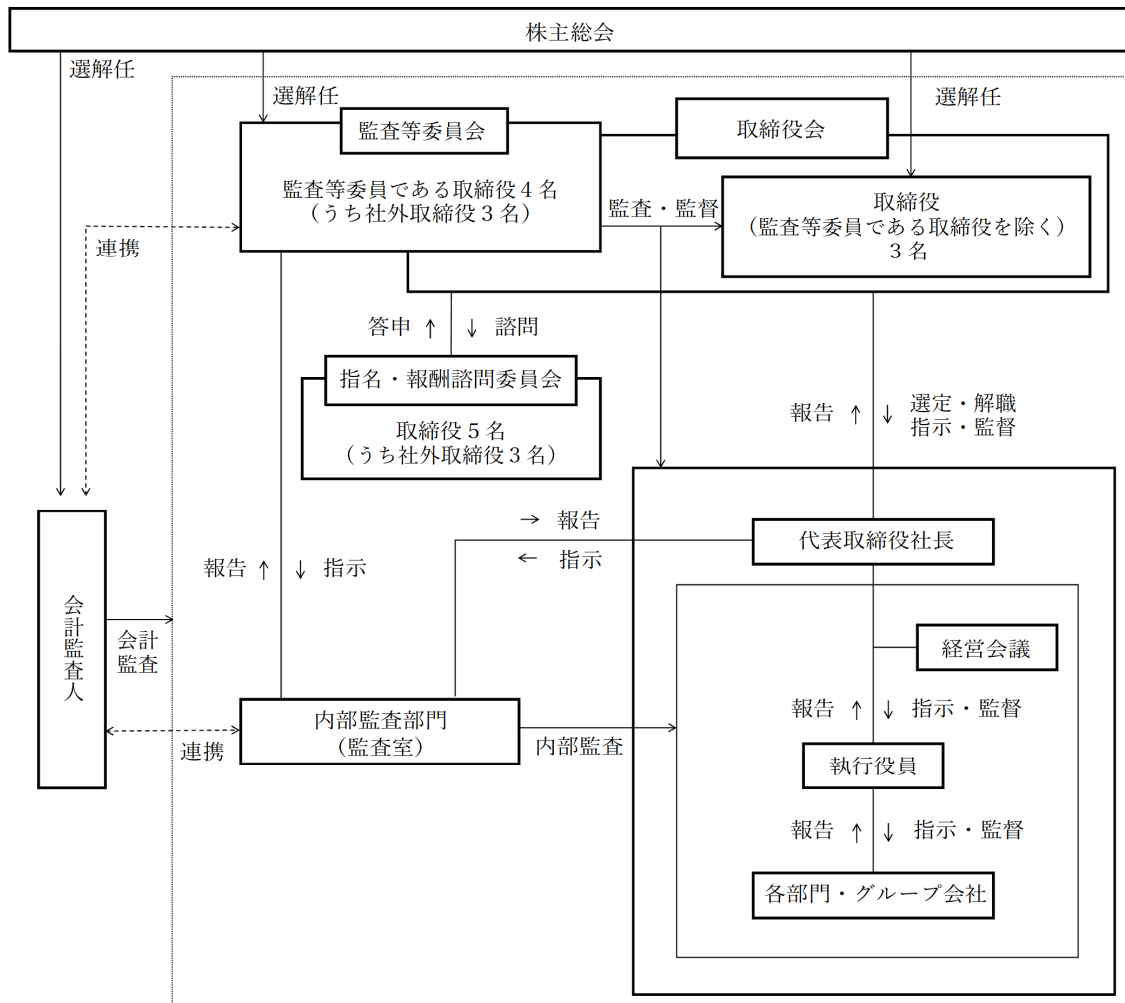 株主総会
選解任
選解任
選解任
監査等委員会
取締役会
監査等委員である取締役４名
（うち社外取締役３名）
監査・監督
取締役
（監査等委員である取締役を除く）
３名
連携
答申 ↑ ↓ 諮問
指名・報酬諮問委員会
取締役５名
（うち社外取締役３名）
報告 ↑ ↓ 選定・解職
指示・監督
→ 報告
← 指示
代表取締役社長
報告 ↑ ↓ 指示
会計監査人
会計
監査
経営会議
内部監査部門
（監査室）
連携
内部監査
報告 ↑ ↓ 指示・監督
執行役員
報告 ↑ ↓ 指示・監督
各部門・グループ会社